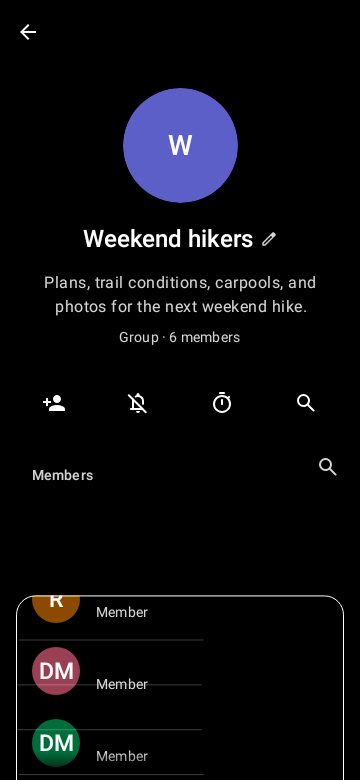 W
Weekend hikers
Plans, trail conditions, carpools, and
photos for the next weekend hike.
Group · 6 members
Members
R
Member
DM
Member
DM
Member